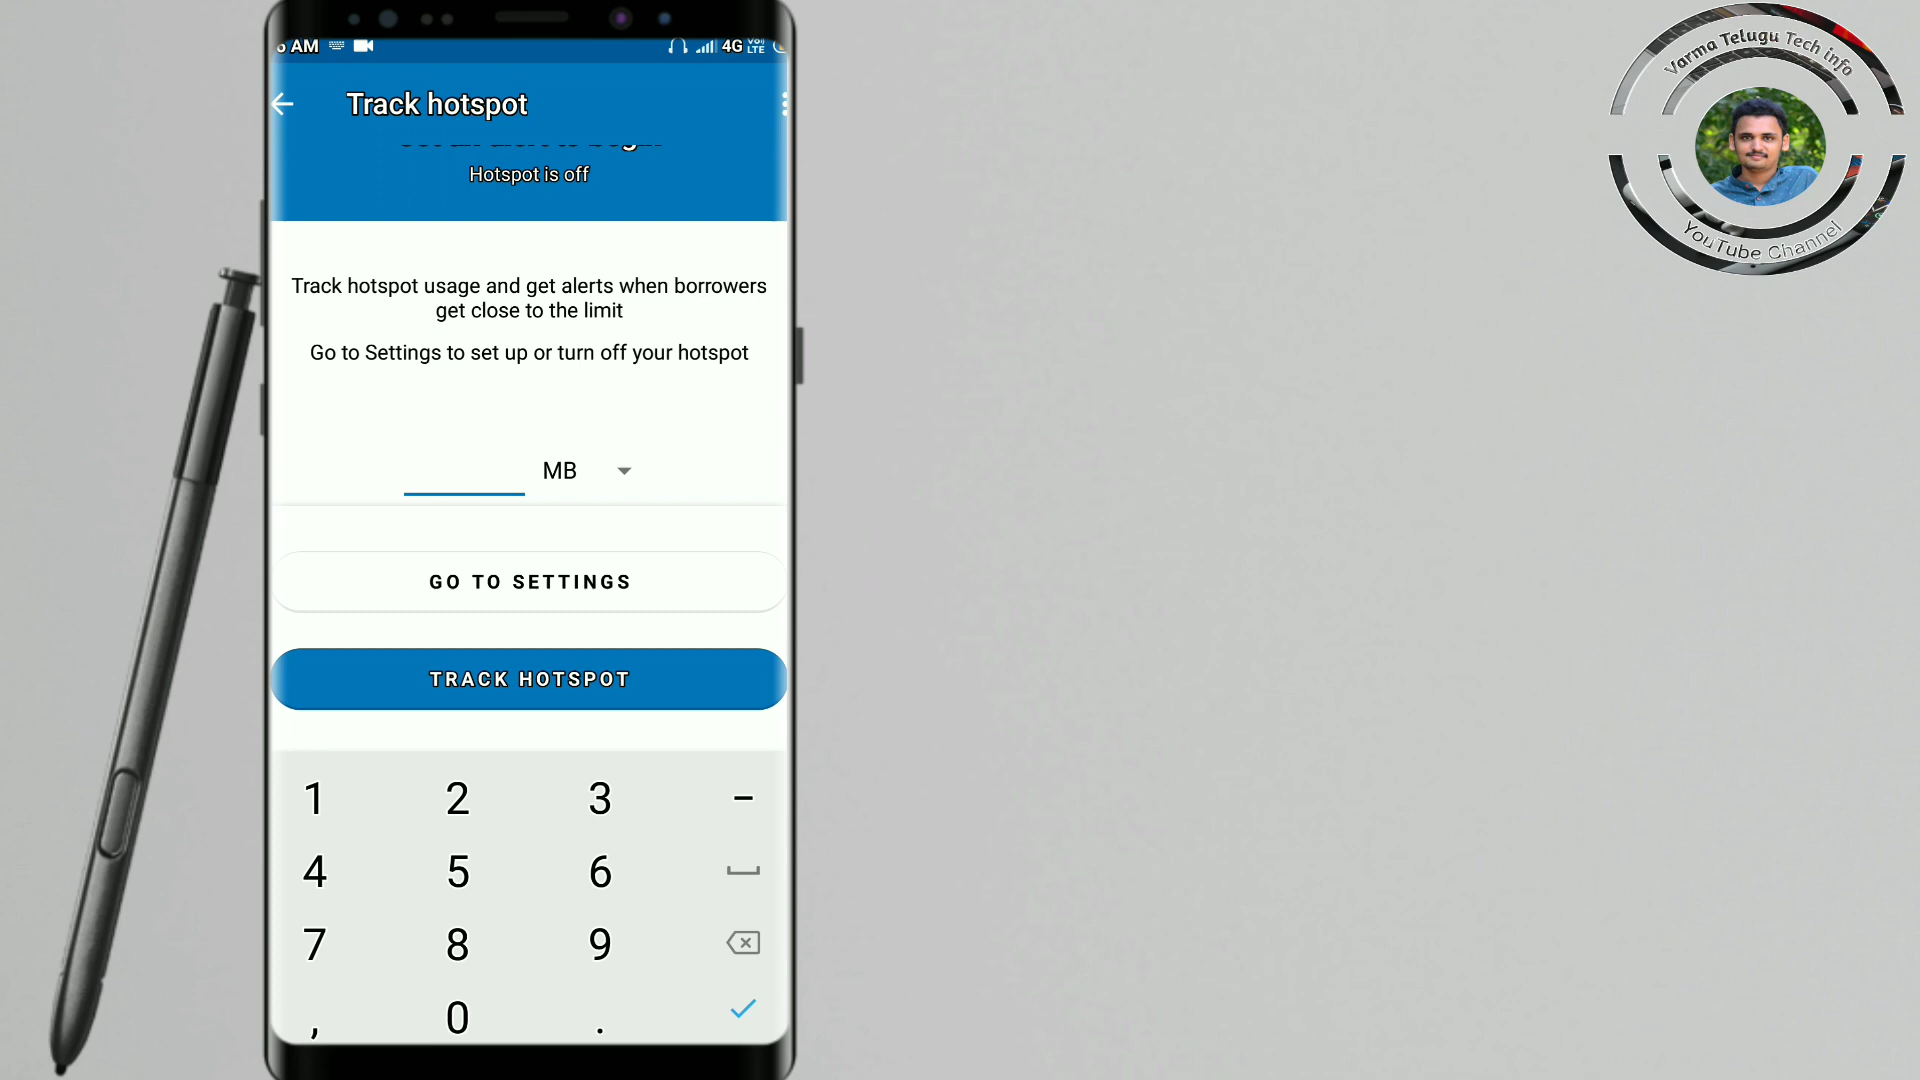 AM
4G VoI) LTE
Track hotspot
Hotspot is off
Track hotspot usage and get alerts when borrowers
get close to the limit
Go to Settings to set up or turn off your hotspot
MB
GO TO SETTINGS
TRACK HOTSPOT
1 2 3 –
4 5 6
7 8 9
, 0 .
Varma Telugu Tech info
YouTube Channel